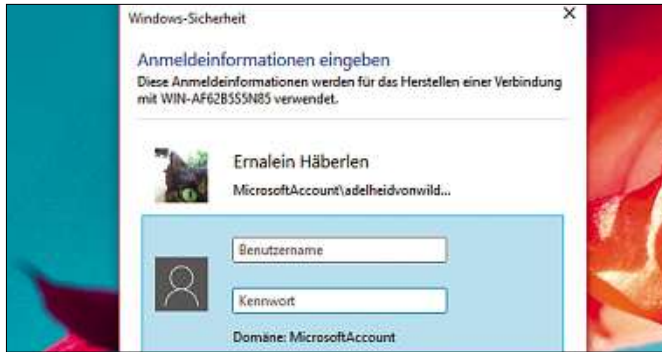 Windows-Sicherheit
Anmeldeinformationen eingeben
Diese Anmeldeinformationen werden für das Herstellen einer Verbindung
mit WIN-AF62B555N85 verwendet.
Ernalein Häberlen
MicrosoftAccount\adelheidvonwild...
Benutzername
Kennwort
Domäne: MicrosoftAccount